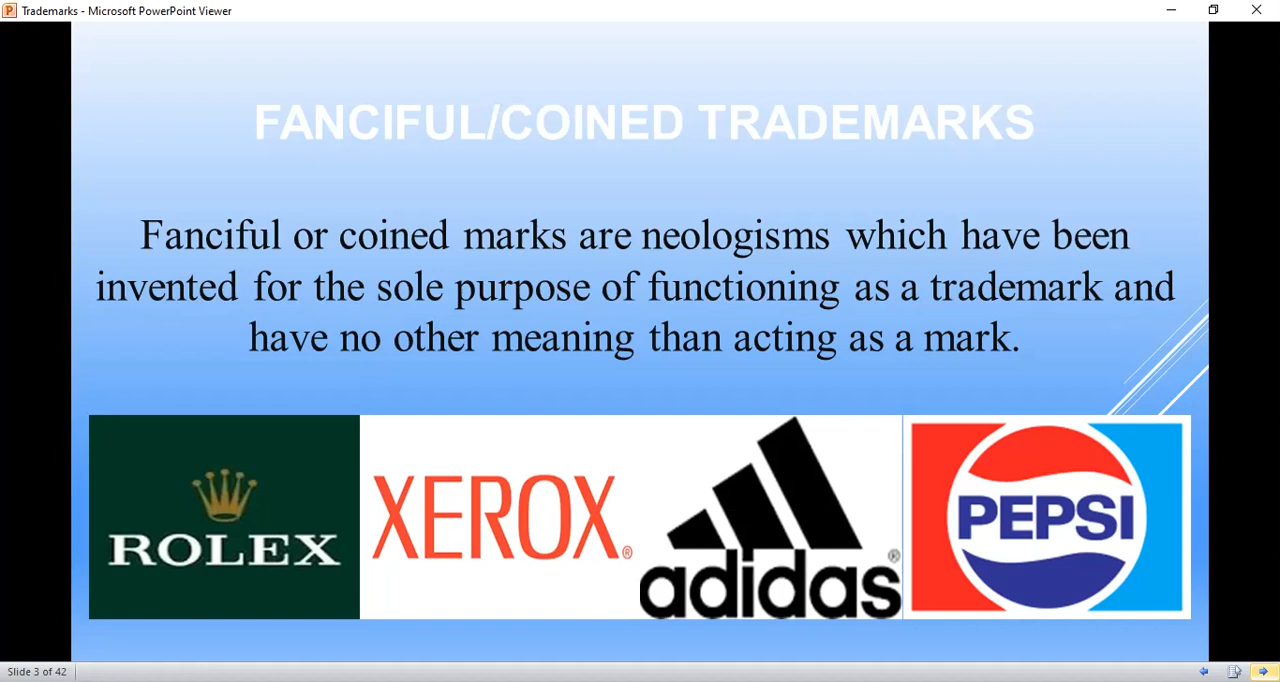 Trademarks - Microsoft PowerPoint Viewer
FANCIFUL/COINED TRADEMARKS
Fanciful or coined marks are neologisms which have been
invented for the sole purpose of functioning as a trademark and
have no other meaning than acting as a mark.
ROLEX
XEROX®
adidas®
PEPSI
Slide 3 of 42